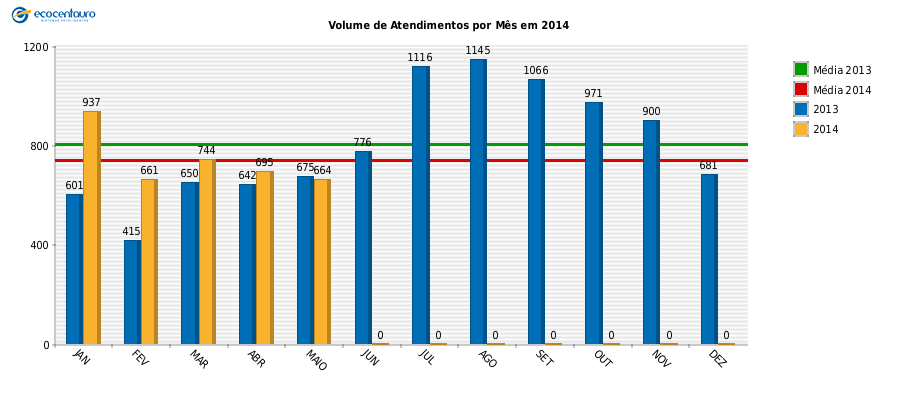 ecocentauro
Volume de Atendimentos por Mês em 2014
1200
800
400
0
601
937
415
661
650
744
642
695
675
664
776
0
1116
0
1145
0
1066
0
971
0
900
0
681
0
JAN
FEV
MAR
ABR
MAIO
JUN
JUL
AGO
SET
OUT
NOV
DEZ
Média 2013
Média 2014
2013
2014